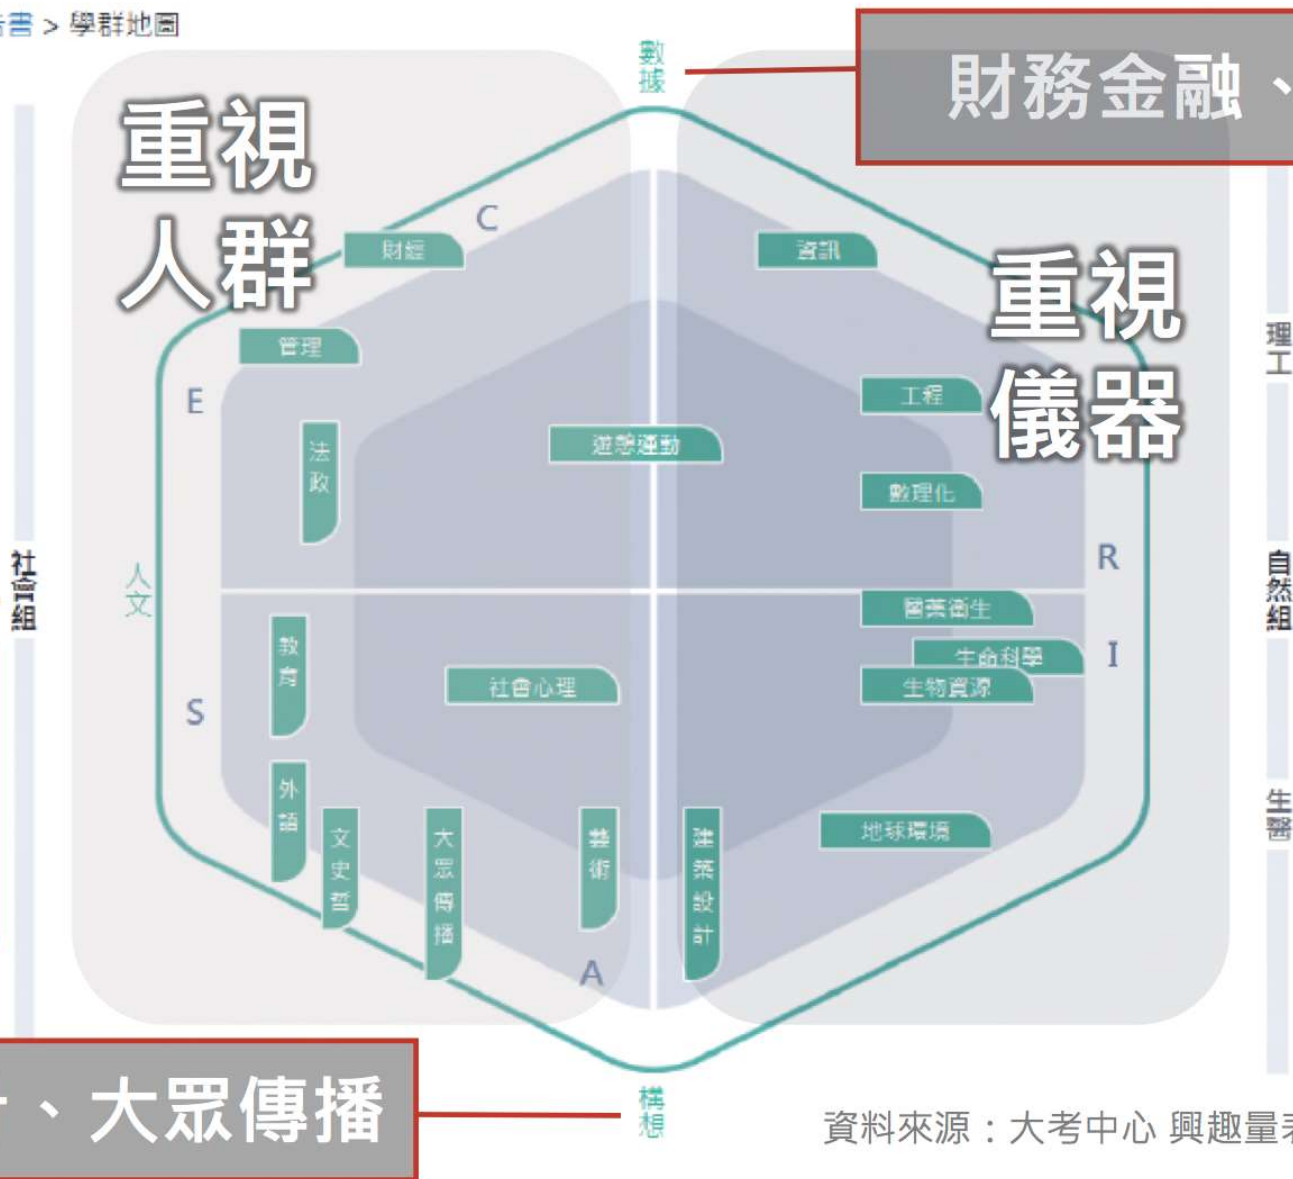 告書 > 學群地圖
數據
財務金融、
重視
人群
C
財經
資訊
重視
儀器
管理
理工
E
工程
法政
遊憩運動
數理化
社會組
人文
R
自然組
醫藥衛生
教育
生命科學
I
社會心理
生物資源
S
外語
文史哲
大眾傳播
藝術
建築設計
地球環境
生醫
A
、大眾傳播
構想
資料來源：大考中心 興趣量表